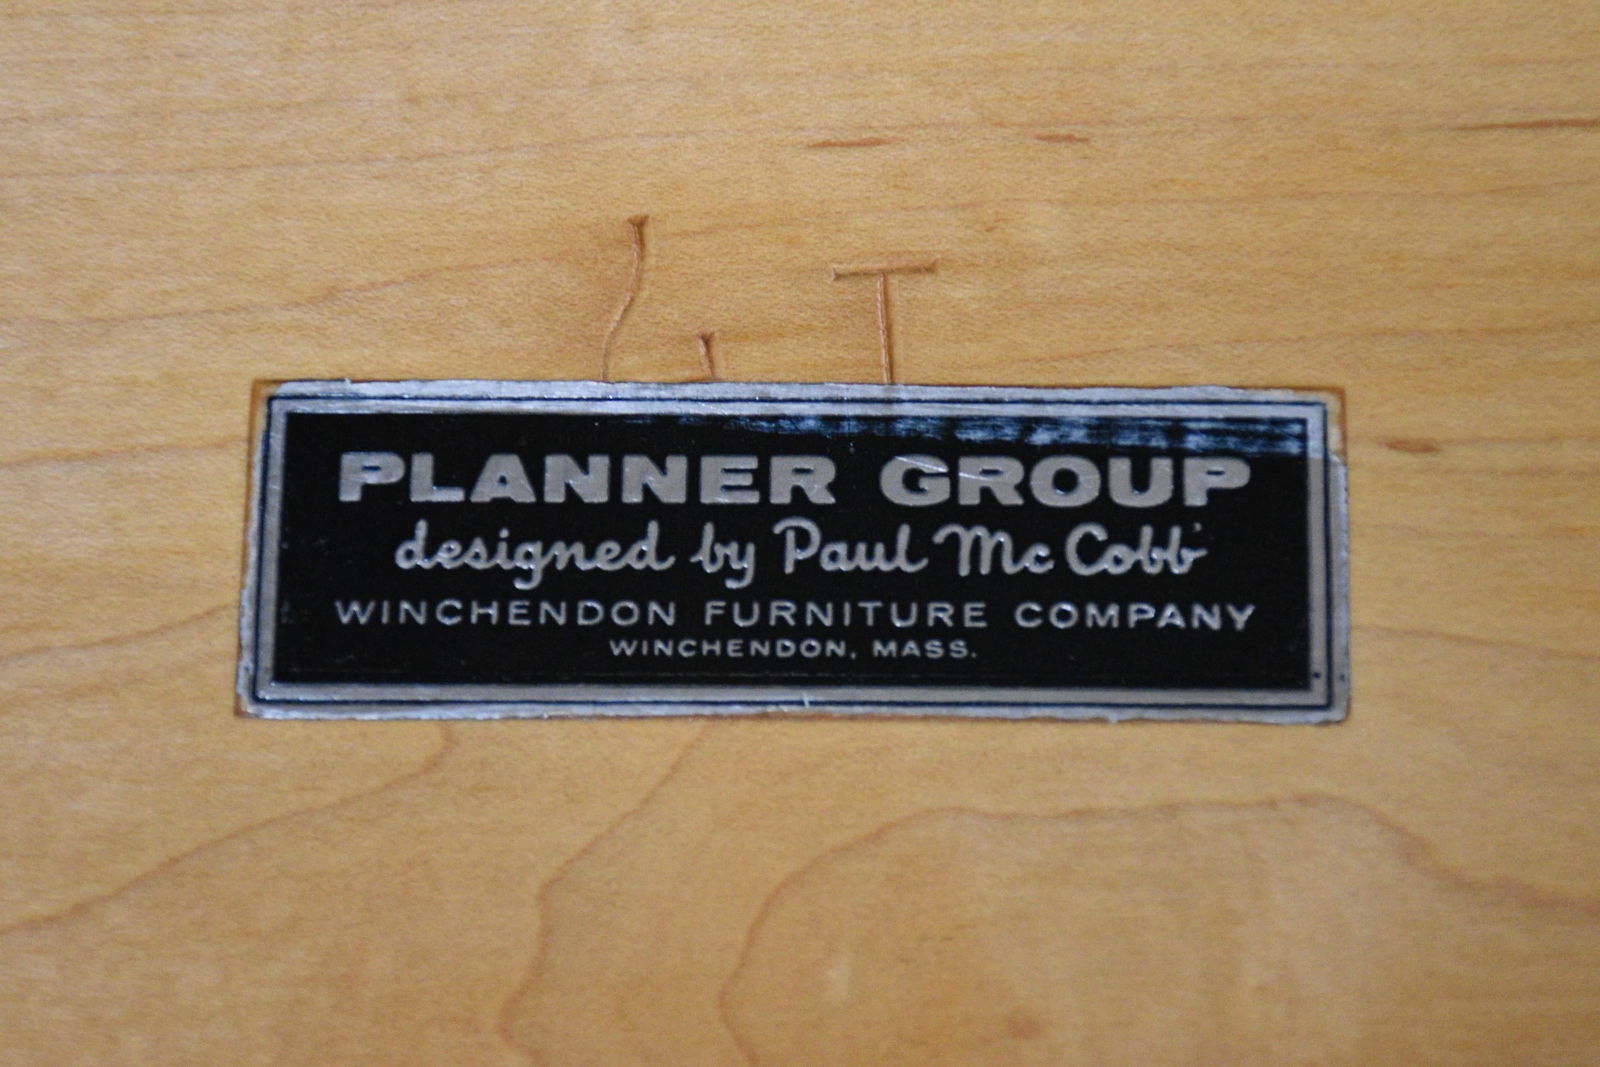 PLANNER GROUP
designed by Paul McCobb
WINCHENDON FURNITURE COMPANY
WINCHENDON, MASS.